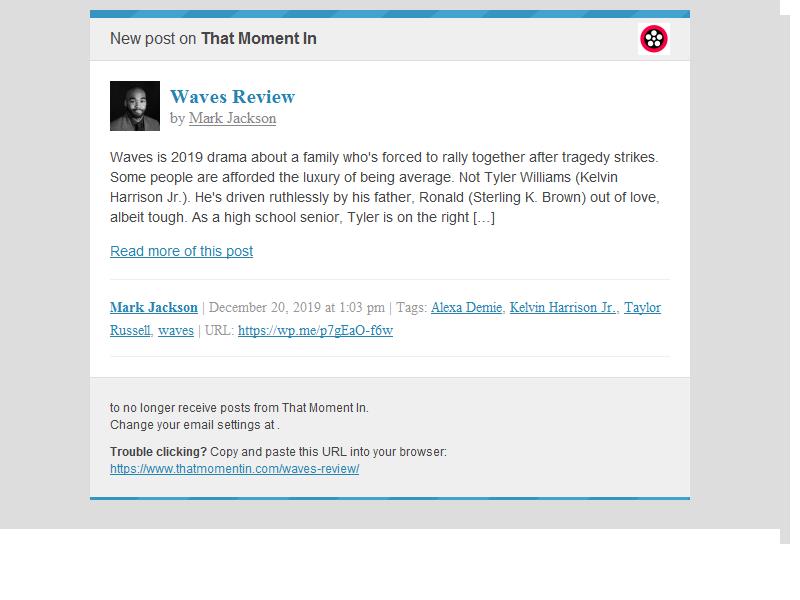 New post on That Moment In
Waves Review
by Mark Jackson
Waves is 2019 drama about a family who's forced to rally together after tragedy strikes.
Some people are afforded the luxury of being average. Not Tyler Williams (Kelvin
Harrison Jr.). He's driven ruthlessly by his father, Ronald (Sterling K. Brown) out of love,
albeit tough. As a high school senior, Tyler is on the right […]
Read more of this post
Mark Jackson | December 20, 2019 at 1:03 pm | Tags: Alexa Demie, Kelvin Harrison Jr., Taylor
Russell, waves | URL: https://wp.me/p7gEaO-f6w
to no longer receive posts from That Moment In.
Change your email settings at .
Trouble clicking? Copy and paste this URL into your browser:
https://www.thatmomentin.com/waves-review/